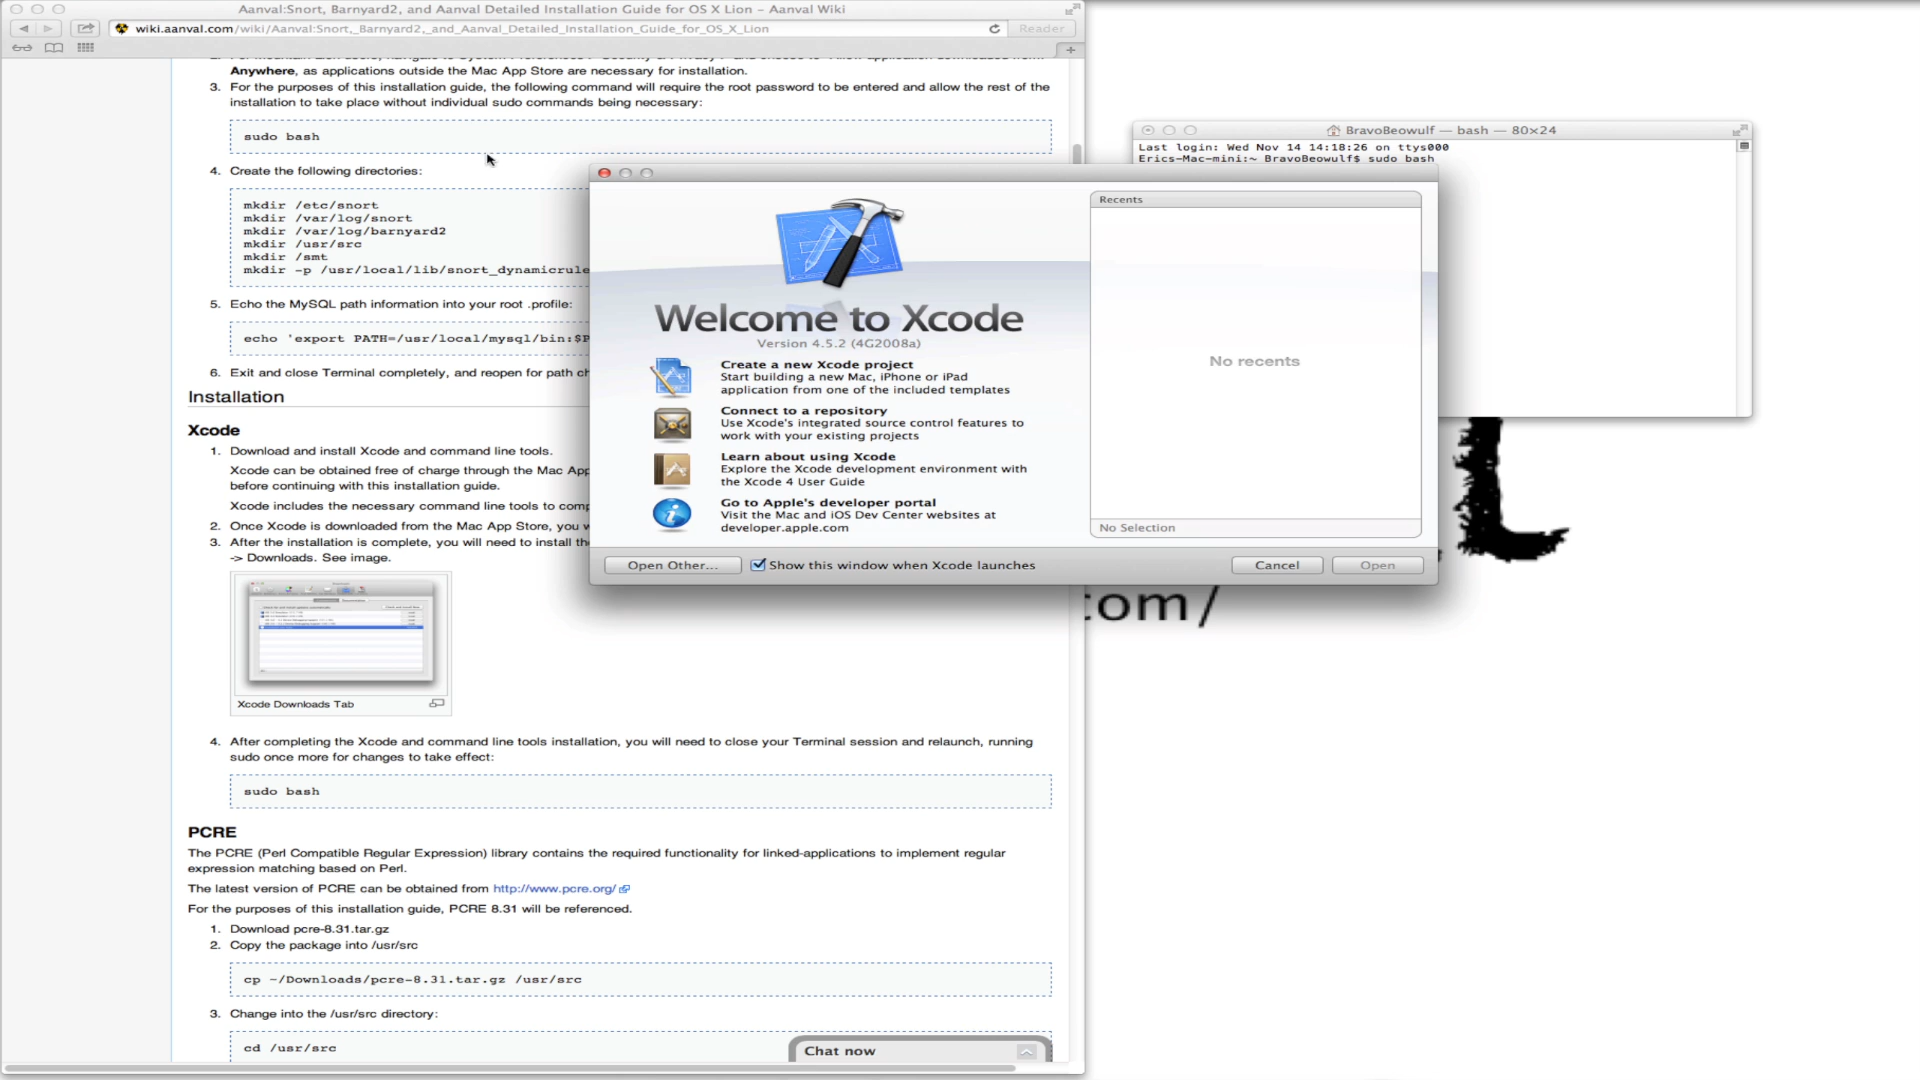 Aanval:Snort, Barnyard2, and Aanval Detailed Installation Guide for OS X Lion – Aanval Wiki
wiki.aanval.com/wiki/Aanval:Snort,_Barnyard2,_and_Aanval_Detailed_Installation_Guide_for_OS_X_Lion
Reader
Anywhere, as applications outside the Mac App Store are necessary for installation.
3. For the purposes of this installation guide, the following command will require the root password to be entered and allow the rest of the
installation to take place without individual sudo commands being necessary:
sudo bash
4. Create the following directories:
mkdir /etc/snort
mkdir /var/log/snort
mkdir /var/log/barnyard2
mkdir /usr/src
mkdir /smt
mkdir -p /usr/local/lib/snort_dynamicrule
5. Echo the MySQL path information into your root .profile:
echo 'export PATH=/usr/local/mysql/bin:$P
6. Exit and close Terminal completely, and reopen for path ch
Installation
Xcode
1. Download and install Xcode and command line tools.
Xcode can be obtained free of charge through the Mac App
before continuing with this installation guide.
Xcode includes the necessary command line tools to comp
2. Once Xcode is downloaded from the Mac App Store, you w
3. After the installation is complete, you will need to install the
-> Downloads. See image.
Xcode Downloads Tab
4. After completing the Xcode and command line tools installation, you will need to close your Terminal session and relaunch, running
sudo once more for changes to take effect:
sudo bash
PCRE
The PCRE (Perl Compatible Regular Expression) library contains the required functionality for linked-applications to implement regular
expression matching based on Perl.
The latest version of PCRE can be obtained from http://www.pcre.org/
For the purposes of this installation guide, PCRE 8.31 will be referenced.
1. Download pcre-8.31.tar.gz
2. Copy the package into /usr/src
cp ~/Downloads/pcre-8.31.tar.gz /usr/src
3. Change into the /usr/src directory:
cd /usr/src
Chat now
BravoBeowulf — bash — 80×24
Last login: Wed Nov 14 14:18:26 on ttys000
Erics-Mac-mini:~ BravoBeowulf$ sudo bash
Welcome to Xcode
Version 4.5.2 (4G2008a)
Create a new Xcode project
Start building a new Mac, iPhone or iPad
application from one of the included templates
Connect to a repository
Use Xcode's integrated source control features to
work with your existing projects
Learn about using Xcode
Explore the Xcode development environment with
the Xcode 4 User Guide
Go to Apple's developer portal
Visit the Mac and iOS Dev Center websites at
developer.apple.com
Recents
No recents
No Selection
Open Other...
Show this window when Xcode launches
Cancel
Open
L
com/